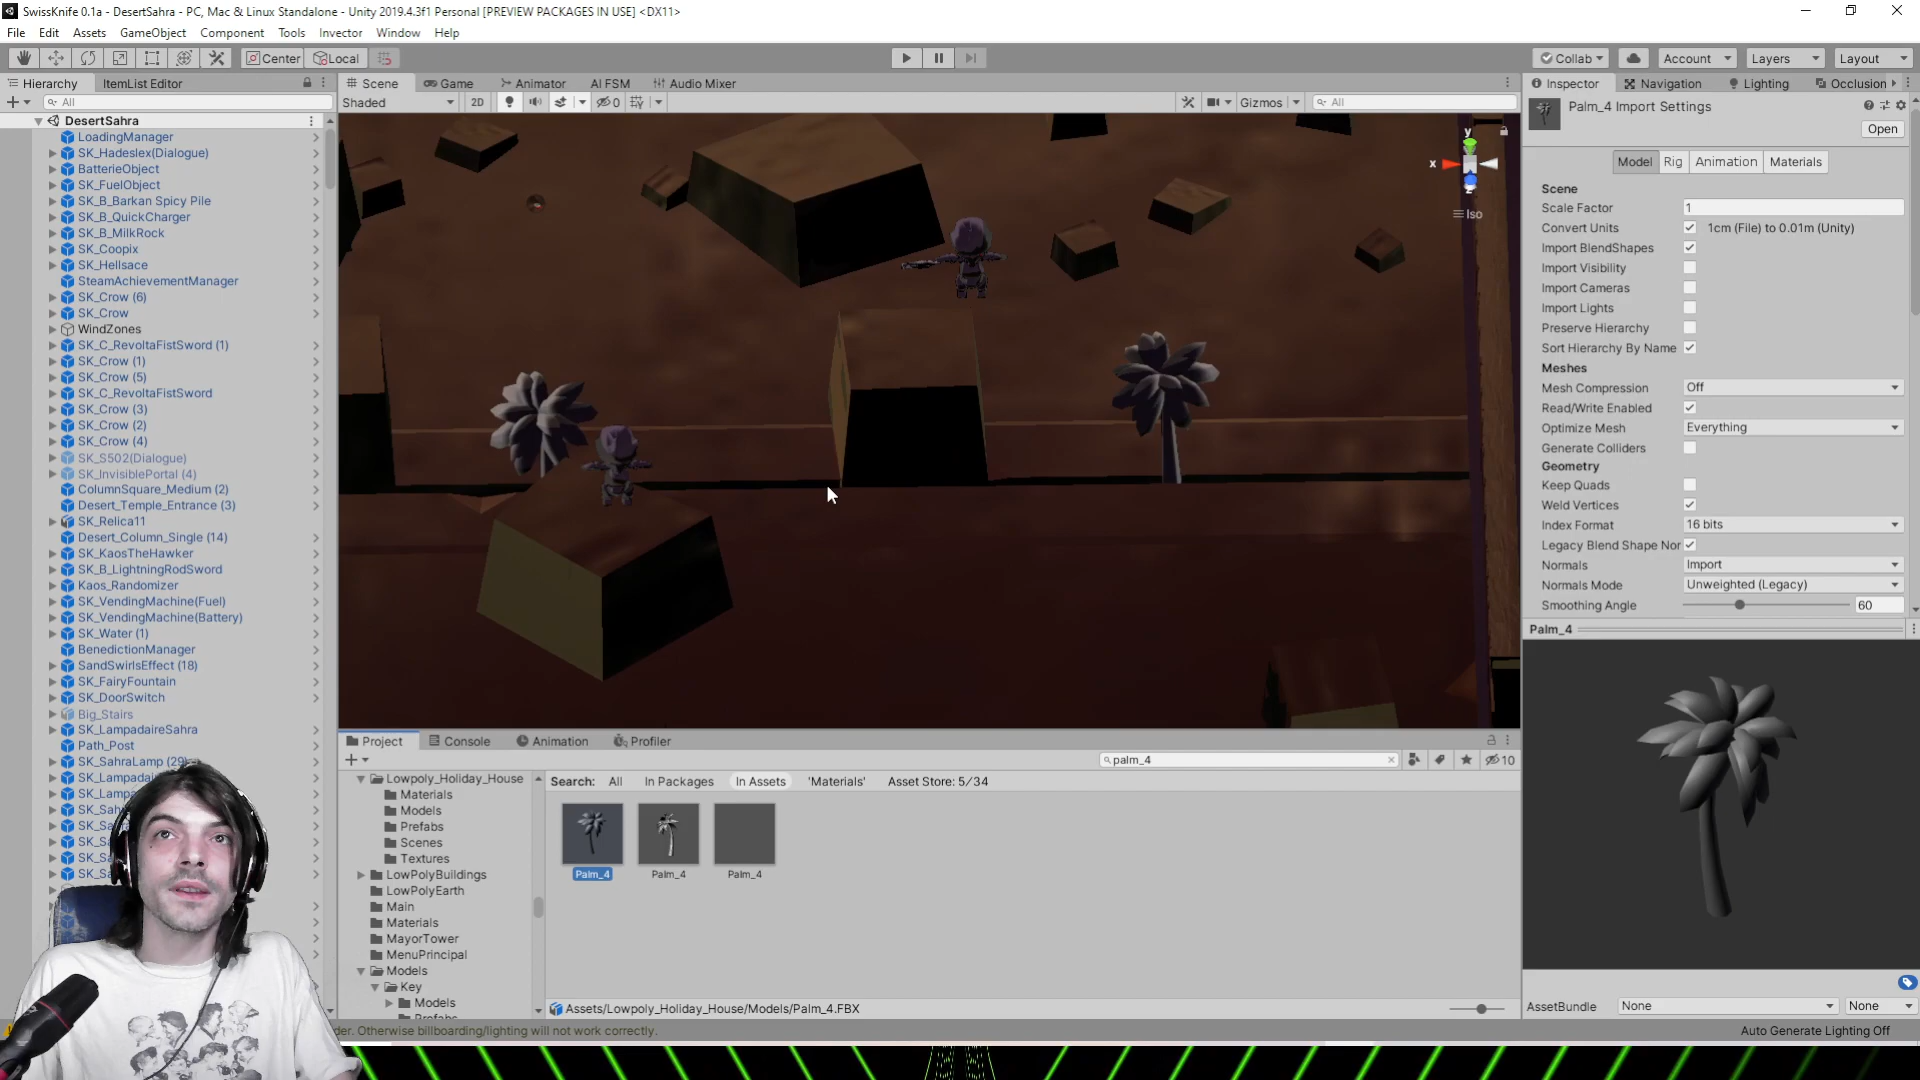 SwissKnife 0.1a - DesertSahra - PC, Mac & Linux Standalone - Unity 2019.4.3f1 Personal [PREVIEW PACKAGES IN USE] <DX11>
File Edit Assets GameObject Component Tools Invector Window Help
Center Local Collab Account Layers Layout
Hierarchy ItemList Editor
All
DesertSahra
LoadingManager
SK_Hadeslex(Dialogue)
BatterieObject
SK_FuelObject
SK_B_Barkan Spicy Pile
SK_B_QuickCharger
SK_B_MilkRock
SK_Coopix
SK_Hellsace
SteamAchievementManager
SK_Crow (6)
SK_Crow
WindZones
SK_C_RevoltaFistSword (1)
SK_Crow (1)
SK_Crow (5)
SK_C_RevoltaFistSword
SK_Crow (3)
SK_Crow (2)
SK_Crow (4)
SK_S502(Dialogue)
SK_InvisiblePortal (4)
ColumnSquare_Medium (2)
Desert_Temple_Entrance (3)
SK_Relica11
Desert_Column_Single (14)
SK_KaosTheHawker
SK_B_LightningRodSword
Kaos_Randomizer
SK_VendingMachine(Fuel)
SK_VendingMachine(Battery)
SK_Water (1)
BenedictionManager
SandSwirlsEffect (18)
SK_FairyFountain
SK_DoorSwitch
Big_Stairs
SK_LampadaireSahra
Path_Post
SK_SahraLamp (29)
SK_Lampadai
SK_Lampa
SK_Sah
SK_Sa
SK_Sa
SK_Sa
SK_Sa
Scene Game Animator AI FSM Audio Mixer
Shaded 2D 0 Gizmos All
y
x
z
Iso
Project Console Animation Profiler
palm_4 10
Lowpoly_Holiday_House
Materials
Models
Prefabs
Scenes
Textures
LowPolyBuildings
LowPolyEarth
Main
Materials
MayorTower
MenuPrincipal
Models
Key
Models
Prefabs
Search: All In Packages In Assets 'Materials' Asset Store: 5/34
Palm_4 Palm_4 Palm_4
Assets/Lowpoly_Holiday_House/Models/Palm_4.FBX
der. Otherwise billboarding/lighting will not work correctly.
Auto Generate Lighting Off
Inspector Navigation Lighting Occlusion
Palm_4 Import Settings
Open
Model Rig Animation Materials
Scene
Scale Factor 1
Convert Units 1cm (File) to 0.01m (Unity)
Import BlendShapes
Import Visibility
Import Cameras
Import Lights
Preserve Hierarchy
Sort Hierarchy By Name
Meshes
Mesh Compression Off
Read/Write Enabled
Optimize Mesh Everything
Generate Colliders
Geometry
Keep Quads
Weld Vertices
Index Format 16 bits
Legacy Blend Shape Nor
Normals Import
Normals Mode Unweighted (Legacy)
Smoothing Angle 60
Palm_4
AssetBundle None None